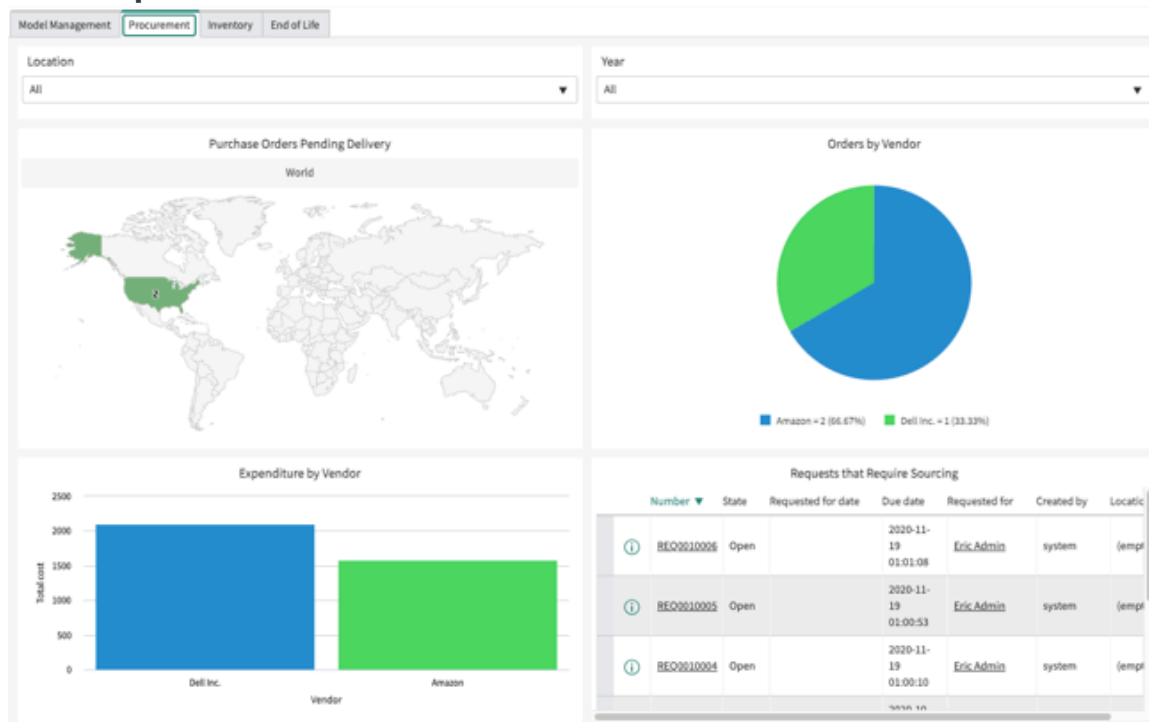 Model Management Procurement Inventory End of Life
Location
All
Year
All
Purchase Orders Pending Delivery
World
2
Orders by Vendor
Amazon = 2 (66.67%) Dell Inc. = 1 (33.33%)
Expenditure by Vendor
2500
2000
1500
1000
500
0
Total cost
Dell Inc. Amazon
Vendor
Requests that Require Sourcing
Number ▼ State Requested for date Due date Requested for Created by Locatic
2020-11-
REQ0010006 Open 19 Eric Admin system (empt
01:01:08
2020-11-
REQ0010005 Open 19 Eric Admin system (empt
01:00:53
2020-11-
REQ0010004 Open 19 Eric Admin system (empt
01:00:10